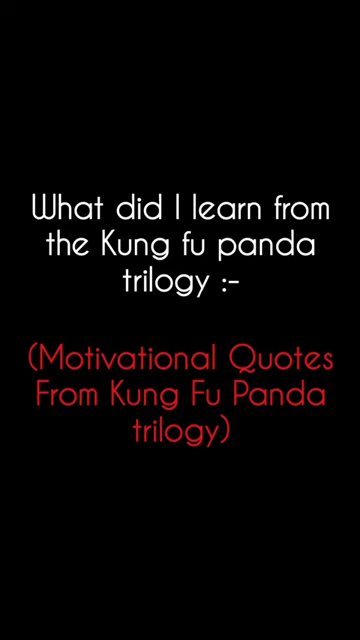 What did I learn from
the Kung fu panda
trilogy :-
(Motivational Quotes
From Kung Fu Panda
trilogy)